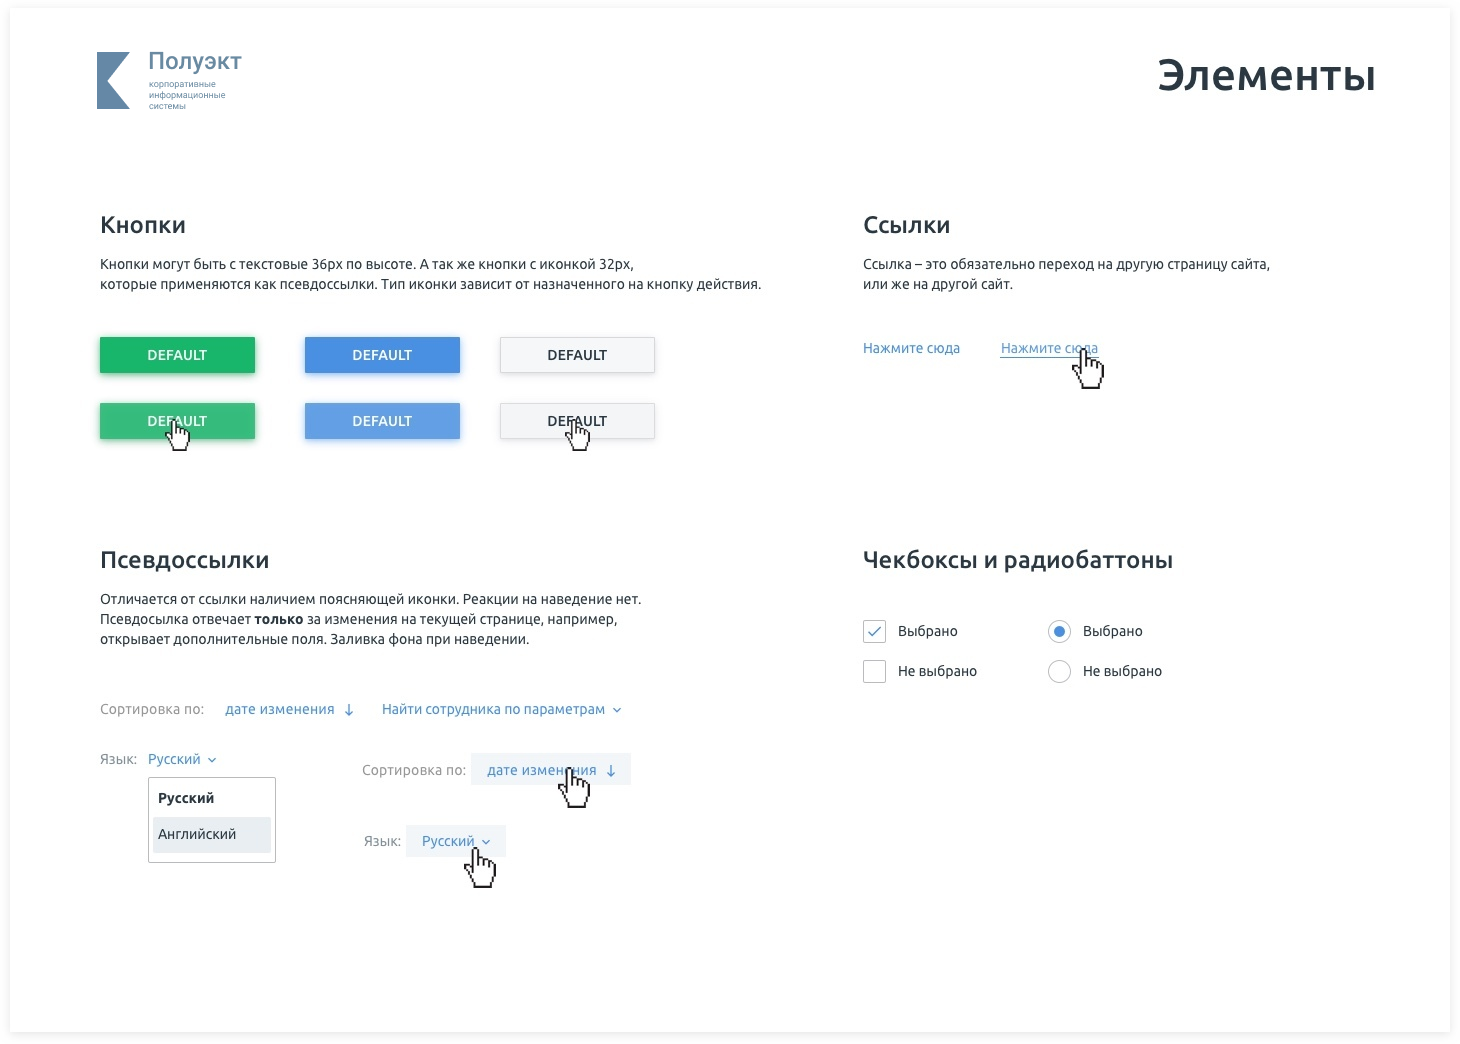 Полуэкт
корпоративные
информационные
системы
Элементы
Кнопки
Кнопки могут быть с текстовые 36px по высоте. А так же кнопки с иконкой 32px,
которые применяются как псевдоссылки. Тип иконки зависит от назначенного на кнопку действия.
DEFAULT DEFAULT DEFAULT
DEFAULT DEFAULT DEFAULT
Ссылки
Ссылка – это обязательно переход на другую страницу сайта,
или же на другой сайт.
Нажмите сюда Нажмите сюда
Псевдоссылки
Отличается от ссылки наличием поясняющей иконки. Реакции на наведение нет.
Псевдосылка отвечает только за изменения на текущей странице, например,
открывает дополнительные поля. Заливка фона при наведении.
Сортировка по: дате изменения Найти сотрудника по параметрам
Язык: Русский
Русский
Английский
Сортировка по: дате изменения
Язык: Русский
Чекбоксы и радиобаттоны
Выбрано Выбрано
Не выбрано Не выбрано